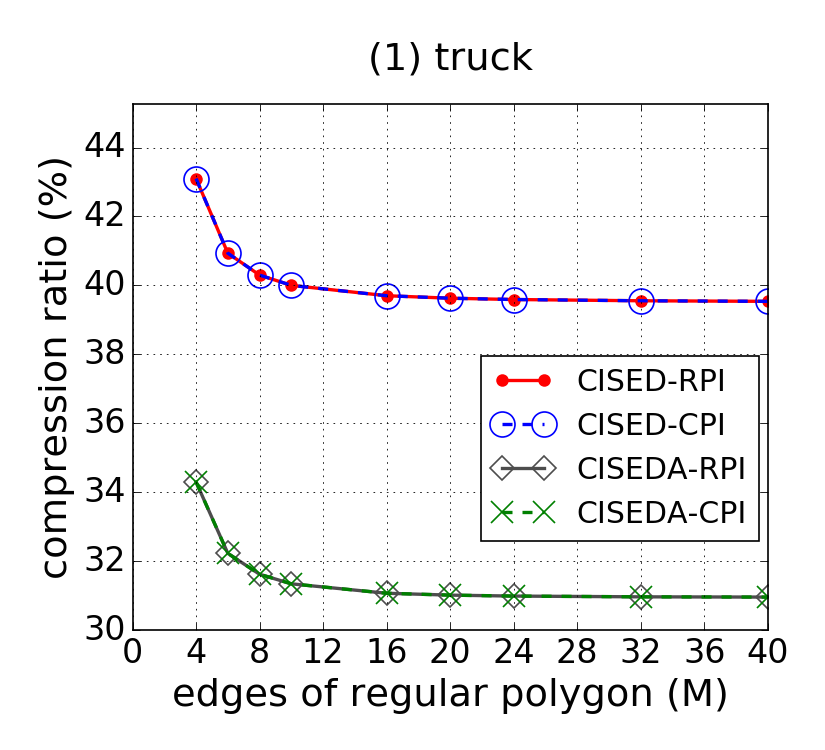 (1) truck
compression ratio (%)
44
42
40
38
36
34
32
30
CISED-RPI
CISED-CPI
CISEDA-RPI
CISEDA-CPI
0 4 8 12 16 20 24 28 32 36 40
edges of regular polygon (M)